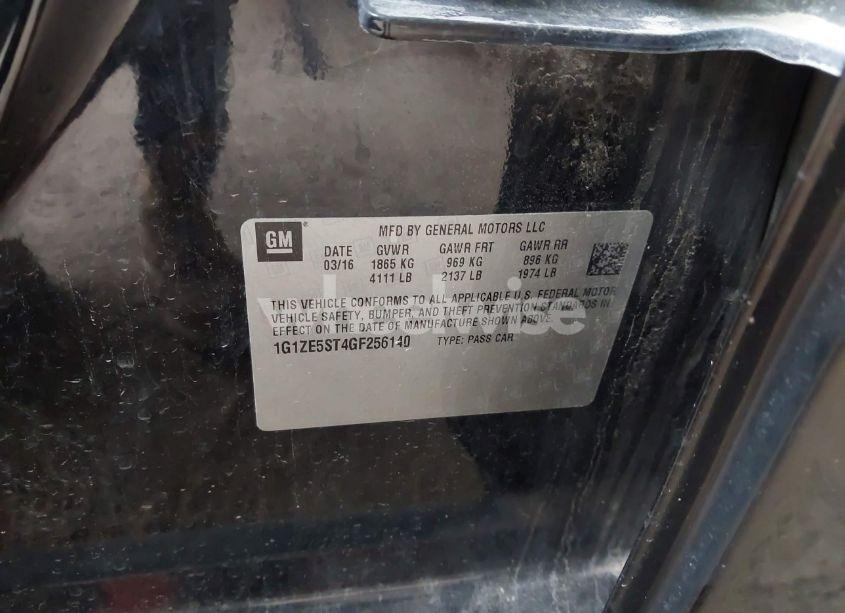 GM
MFD BY GENERAL MOTORS LLC
DATE GVWR GAWR FRT GAWR RR
03/16 1865 KG 969 KG 896 KG
4111 LB 2137 LB 1974 LB
THIS VEHICLE CONFORMS TO ALL APPLICABLE U.S. FEDERAL MOTOR
VEHICLE SAFETY, BUMPER, AND THEFT PREVENTION STANDARDS IN
EFFECT ON THE DATE OF MANUFACTURE SHOWN ABOVE.
1G1ZE5ST4GF256140 TYPE: PASS CAR